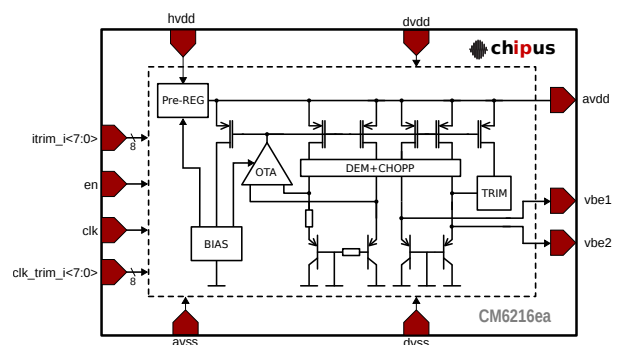 hvdd
dvdd
chipus
Pre-REG
avdd
itrim_i<7:0>
8
OTA
DEM+CHOPP
en
TRIM
vbe1
clk
BIAS
vbe2
clk_trim_i<7:0>
8
CM6216ea
avss
dvss